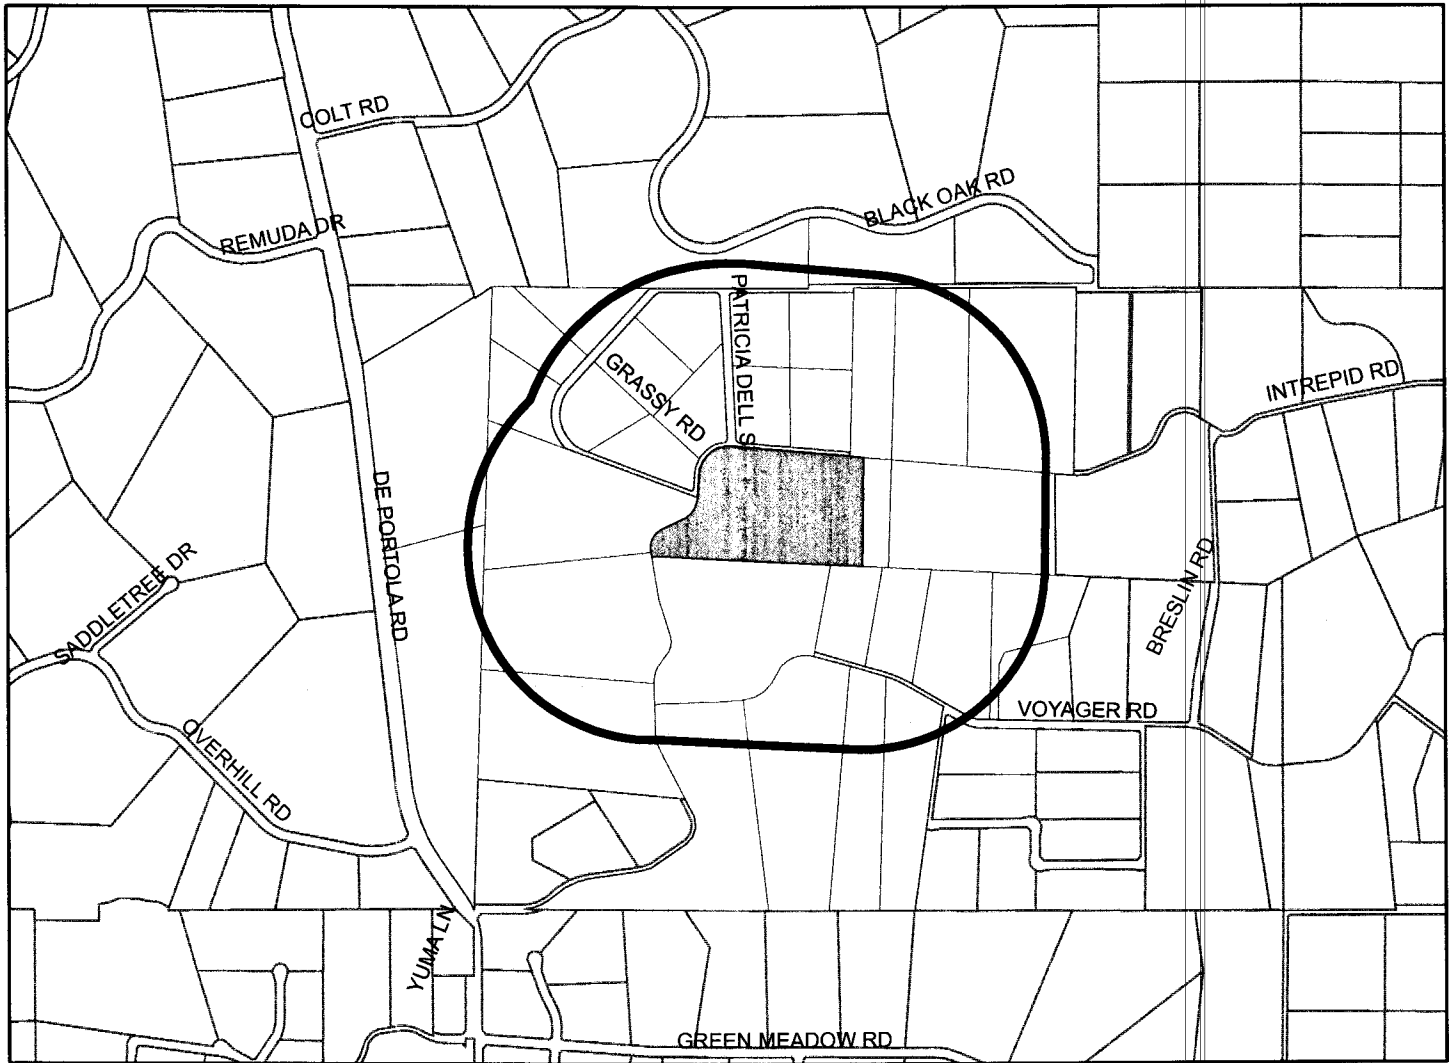 COLT RD
BLACK OAK RD
REMUDA DR
PATRICIA DELL S
GRASSY RD
INTREPID RD
DE PORTOLA RD
SADDLETREE DR
BRESLIN RD
VOYAGER RD
OVERHILL RD
YUMA LN
GREEN MEADOW RD